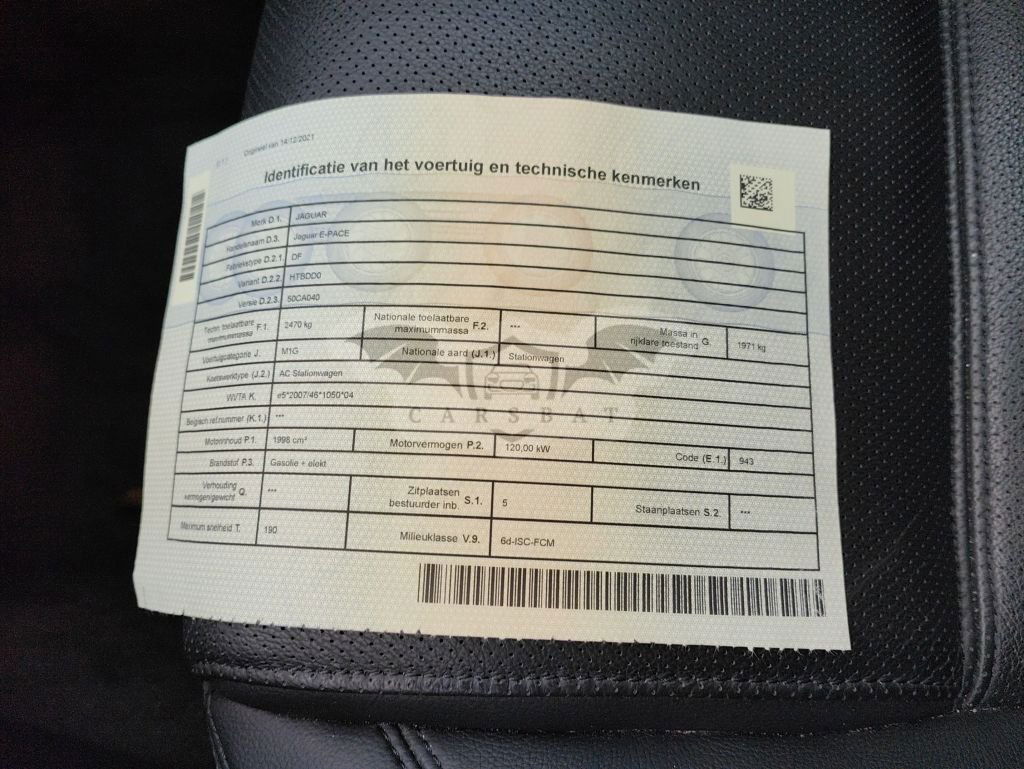 Origineel van 14/12/2021
Identificatie van het voertuig en technische kenmerken
Merk D.1. JAGUAR
Handelsnaam D.3. Jaguar E-PACE
Fabriekstype D.2.1. DF
Variant D.2.2. HTBDD0
Versie D.2.3. 50CA040
Techn. toelaatbare maximummassa F.1. 2470 kg Nationale toelaatbare maximummassa F.2. *** Massa in rijklare toestand G. 1971 kg
Voertuigcategorie J. M1G Nationale aard (J.1.) Stationwagen
Koetswerktype (J.2.) AC Stationwagen
WVTA K. e5*2007/46*1050*04
CARSBAT
Belgisch ref.nummer (K.1.) ***
Motorinhoud P.1. 1998 cm³ Motorvermogen P.2. 120,00 kW Code (E.1.) 943
Brandstof P.3. Gasolie + elekt
Verhouding vermogen/gewicht Q. *** Zitplaatsen bestuurder inb. S.1. 5 Staanplaatsen S.2. ***
Maximum snelheid T. 190 Milieuklasse V.9. 6d-ISC-FCM